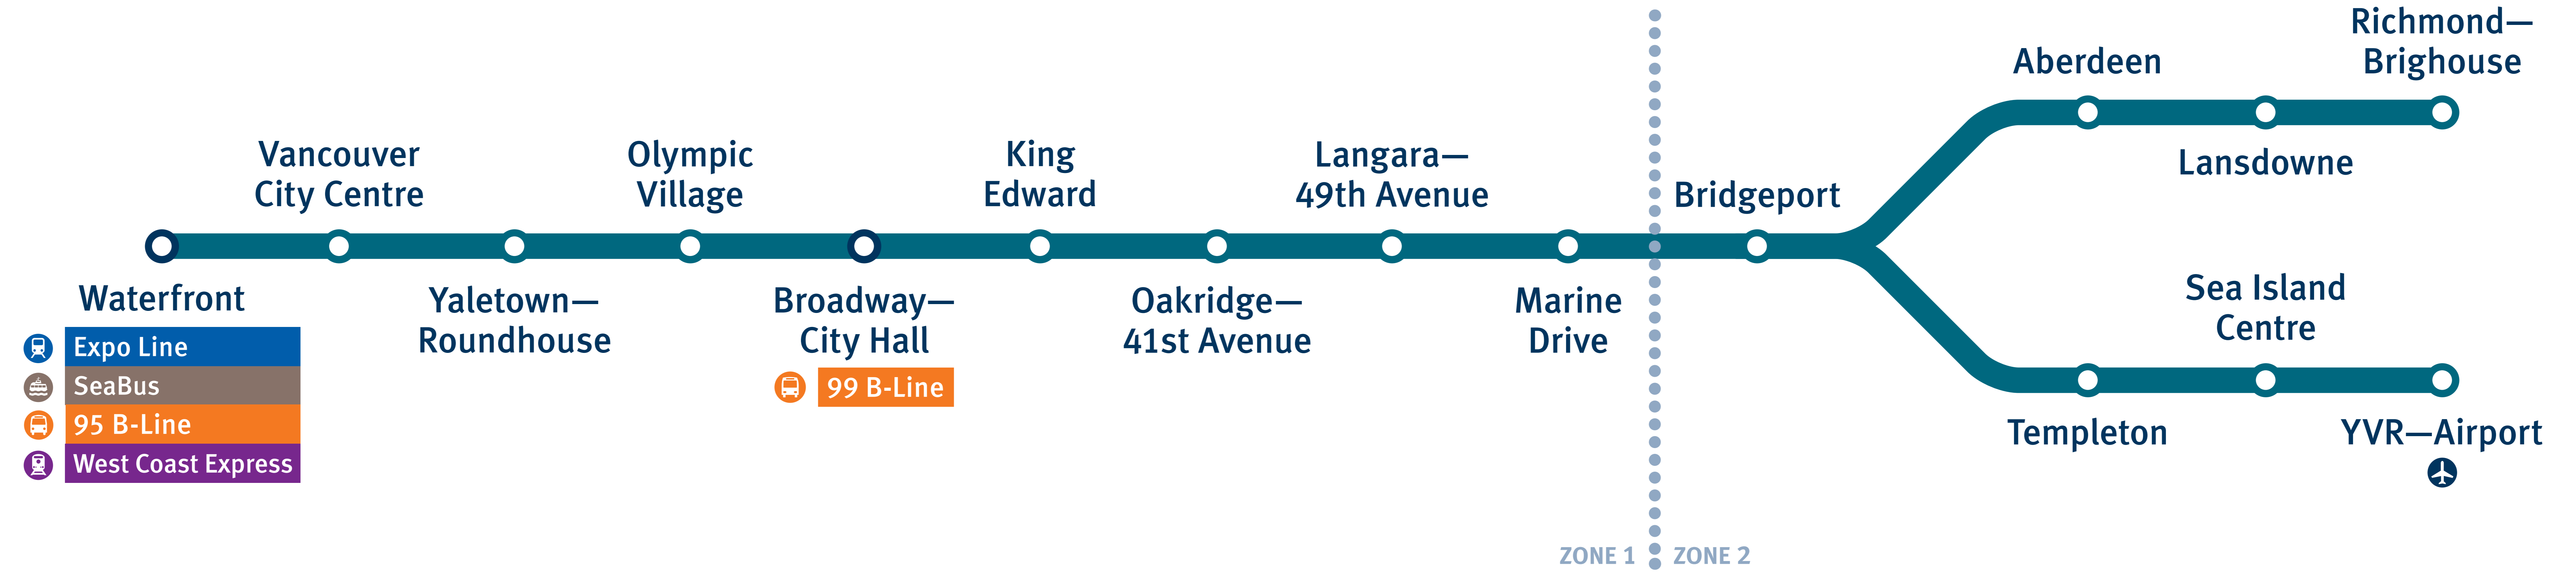 Richmond—
Brighouse
Aberdeen
Lansdowne
Vancouver
City Centre
Olympic
Village
King
Edward
Langara—
49th Avenue
Bridgeport
Waterfront
Expo Line
SeaBus
95 B-Line
West Coast Express
Yaletown—
Roundhouse
Broadway—
City Hall
99 B-Line
Oakridge—
41st Avenue
Marine
Drive
Sea Island
Centre
Templeton
YVR—Airport
ZONE 1
ZONE 2